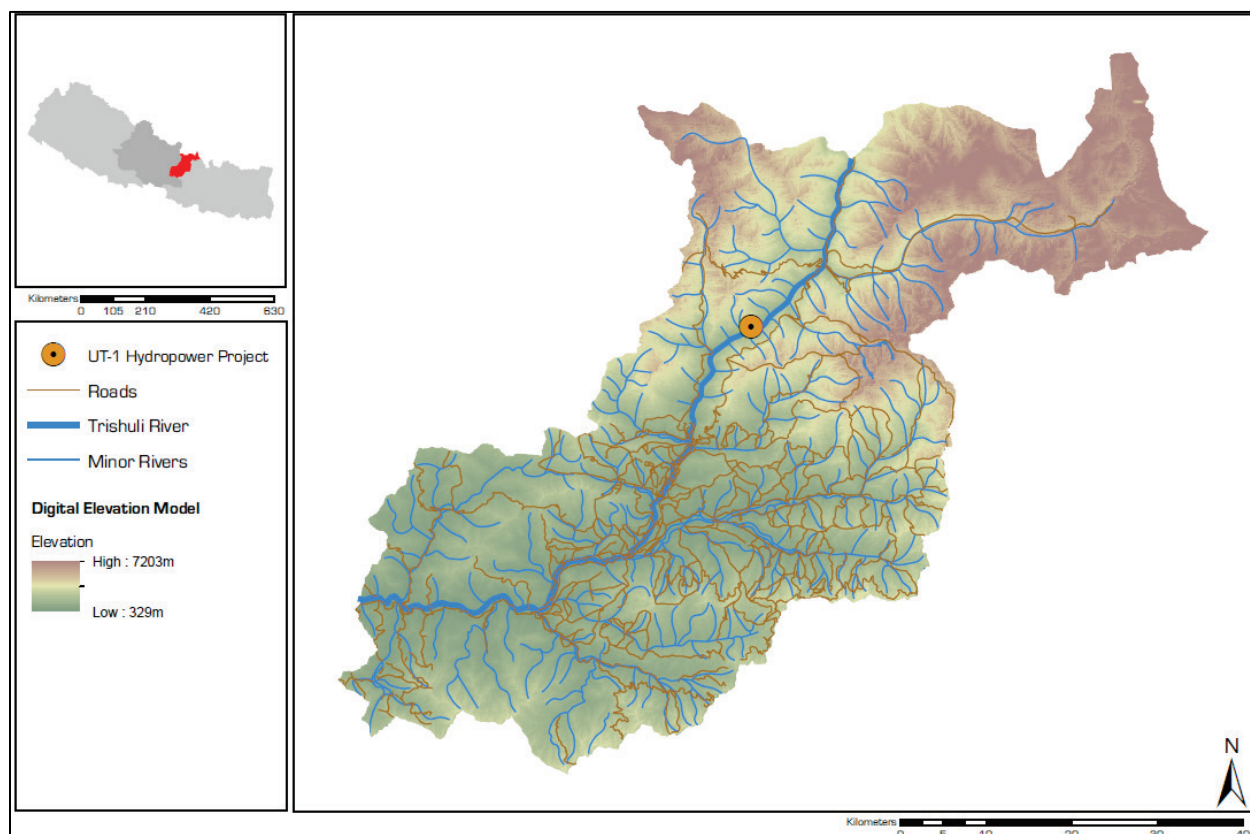 Kilometers
0 105 210 420 630
UT-1 Hydropower Project
Roads
Trishuli River
Minor Rivers
Digital Elevation Model
Elevation
High : 7203m
Low : 329m
N
Kilometers
0 5 10 20 30 40